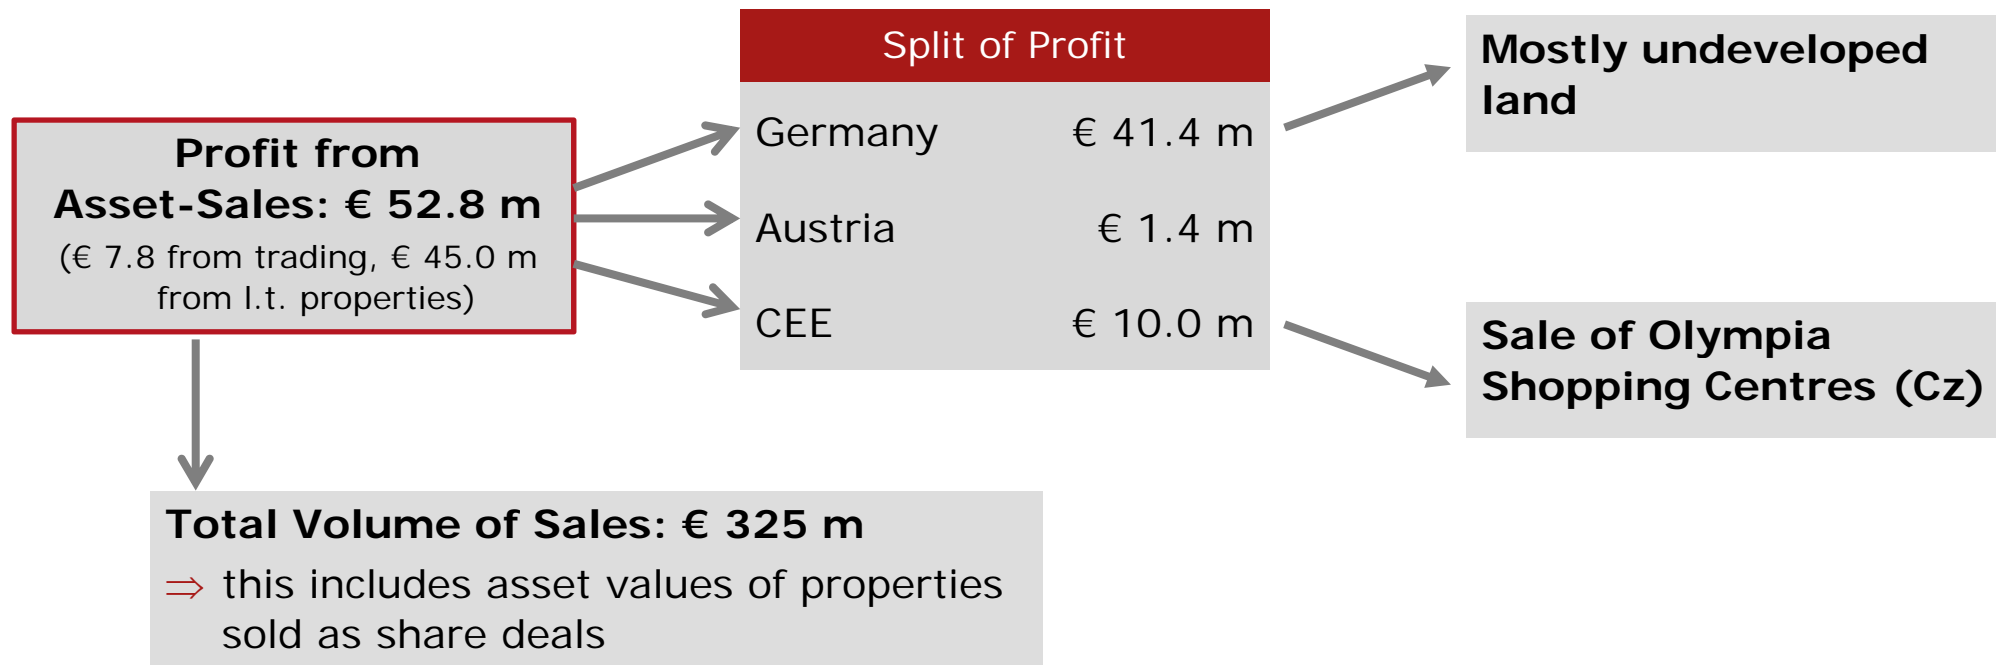 Profit from
Asset-Sales: € 52.8 m
(€ 7.8 from trading, € 45.0 m
from l.t. properties)
Split of Profit
Germany € 41.4 m
Austria € 1.4 m
CEE € 10.0 m
Mostly undeveloped
land
Sale of Olympia
Shopping Centres (Cz)
Total Volume of Sales: € 325 m
⇒ this includes asset values of properties
sold as share deals